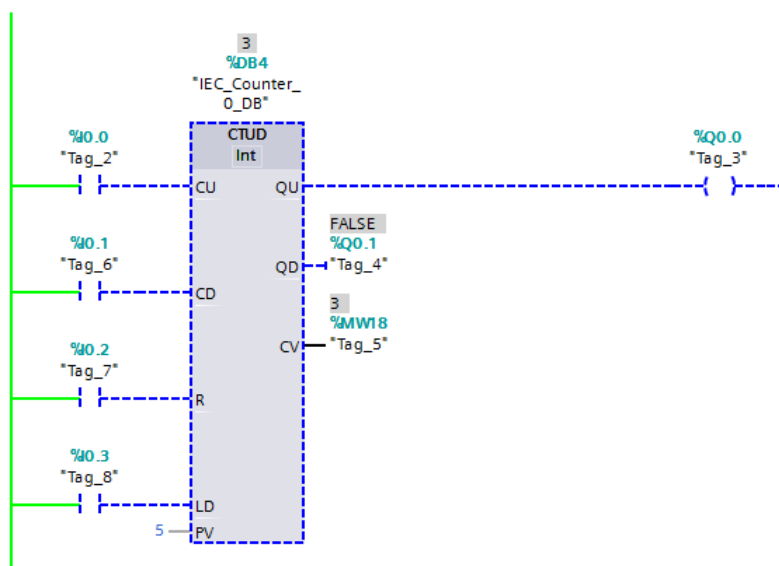 3
%DB4
"IEC_Counter_
0_DB"
CTUD
Int
%I0.0
"Tag_2"
CU
QU
%Q0.0
"Tag_3"
FALSE
%Q0.1
"Tag_4"
QD
%I0.1
"Tag_6"
CD
3
%MW18
"Tag_5"
CV
%I0.2
"Tag_7"
R
%I0.3
"Tag_8"
LD
5
PV